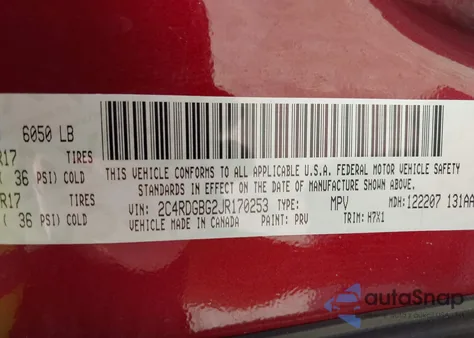 6050 LB
R17 TIRES
( 36 PSI) COLD
R17 TIRES
( 36 PSI) COLD
THIS VEHICLE CONFORMS TO ALL APPLICABLE U.S.A. FEDERAL MOTOR VEHICLE SAFETY
STANDARDS IN EFFECT ON THE DATE OF MANUFACTURE SHOWN ABOVE.
VIN: 2C4RDGBG2JR170253 TYPE: MPV MDH: 122207 131AA
VEHICLE MADE IN CANADA PAINT: PRV TRIM: H7X1
autoSnap